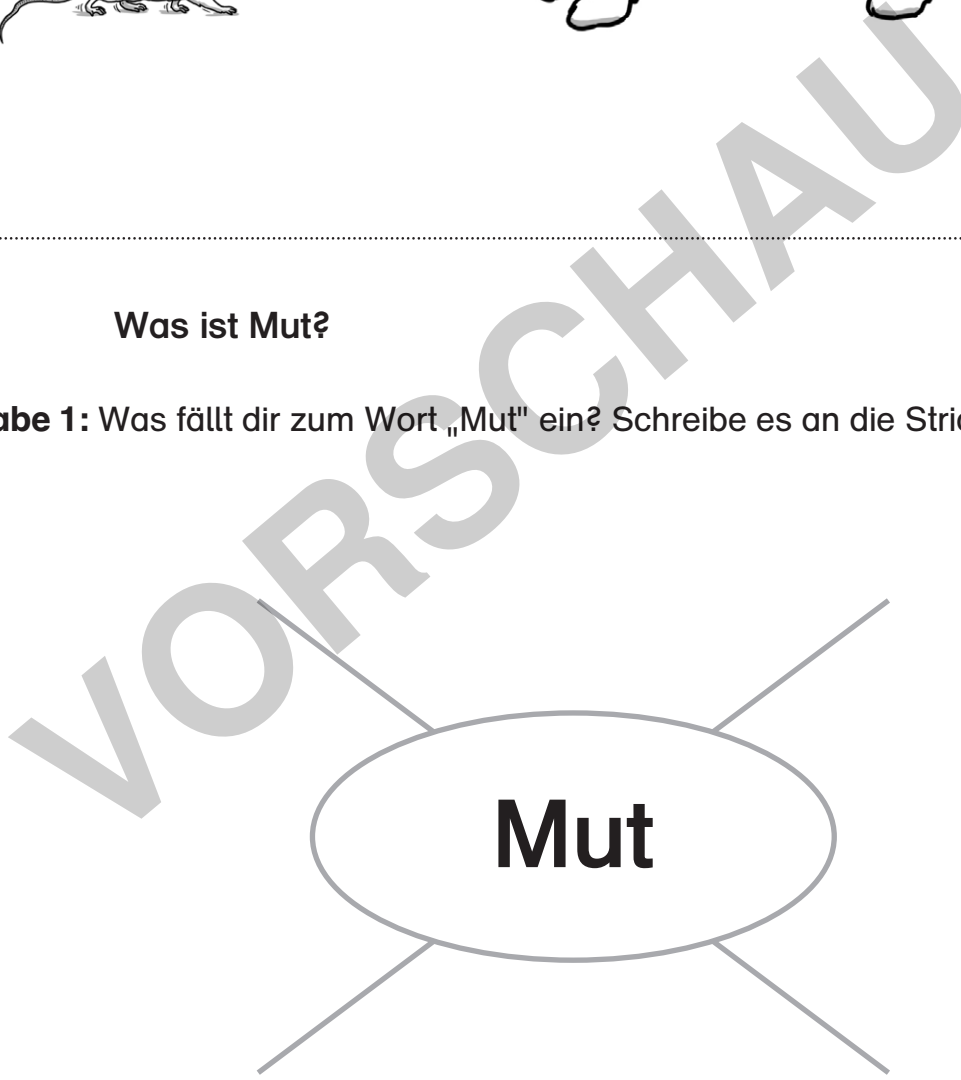 Was ist Mut?
abe 1: Was fällt dir zum Wort „Mut" ein? Schreibe es an die Stri
Mut
VORSCHAU